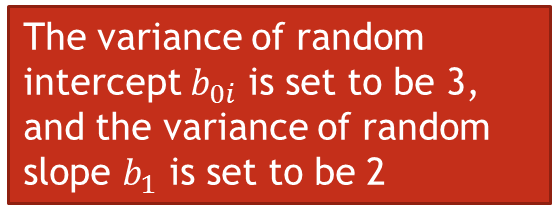 The variance of random
intercept b₀ᵢ is set to be 3,
and the variance of random
slope b₁ is set to be 2